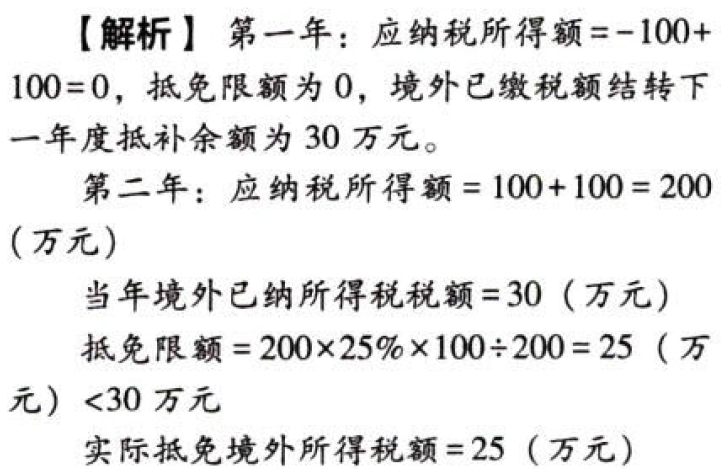 【解析】 第一年：应纳税所得额=-100+
100=0，抵免限额为 0，境外已缴税额结转下
一年度抵补余额为 30 万元。
第二年：应纳税所得额=100+100=200
（万元）
当年境外已纳所得税税额=30（万元）
抵免限额=200×25%×100÷200=25（万
元）<30 万元
实际抵免境外所得税额=25（万元）